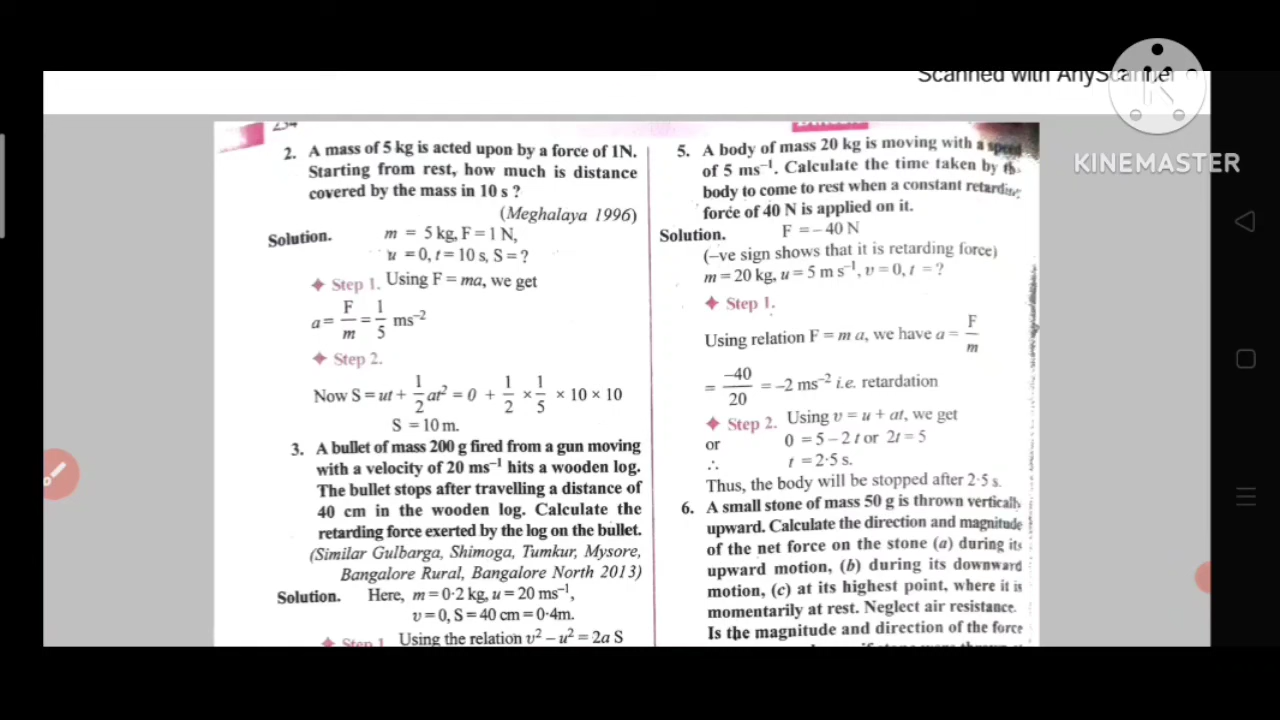 Scanned with AnyScanner
KINEMASTER
2. A mass of 5 kg is acted upon by a force of 1N.
Starting from rest, how much is distance
covered by the mass in 10 s ?
(Meghalaya 1996)
Solution. m = 5 kg, F = 1 N,
u = 0, t = 10 s, S = ?
✦ Step 1. Using F = ma, we get
a = F/m = 1/5 ms⁻²
✦ Step 2.
Now S = ut + 1/2 at² = 0 + 1/2 × 1/5 × 10 × 10
S = 10 m.
3. A bullet of mass 200 g fired from a gun moving
with a velocity of 20 ms⁻¹ hits a wooden log.
The bullet stops after travelling a distance of
40 cm in the wooden log. Calculate the
retarding force exerted by the log on the bullet.
(Similar Gulbarga, Shimoga, Tumkur, Mysore,
Bangalore Rural, Bangalore North 2013)
Solution. Here, m = 0·2 kg, u = 20 ms⁻¹,
v = 0, S = 40 cm = 0·4m.
✦ Step 1 Using the relation v² – u² = 2a S
5. A body of mass 20 kg is moving with a speed
of 5 ms⁻¹. Calculate the time taken by the
body to come to rest when a constant retarding
force of 40 N is applied on it.
Solution. F = – 40 N
(–ve sign shows that it is retarding force)
m = 20 kg, u = 5 m s⁻¹, v = 0, t = ?
✦ Step 1.
Using relation F = m a, we have a = F/m
= –40/20 = –2 ms⁻² i.e. retardation
✦ Step 2. Using v = u + at, we get
or 0 = 5 – 2 t or 2t = 5
∴ t = 2·5 s.
Thus, the body will be stopped after 2·5 s.
6. A small stone of mass 50 g is thrown vertically
upward. Calculate the direction and magnitude
of the net force on the stone (a) during its
upward motion, (b) during its downward
motion, (c) at its highest point, where it is
momentarily at rest. Neglect air resistance.
Is the magnitude and direction of the force